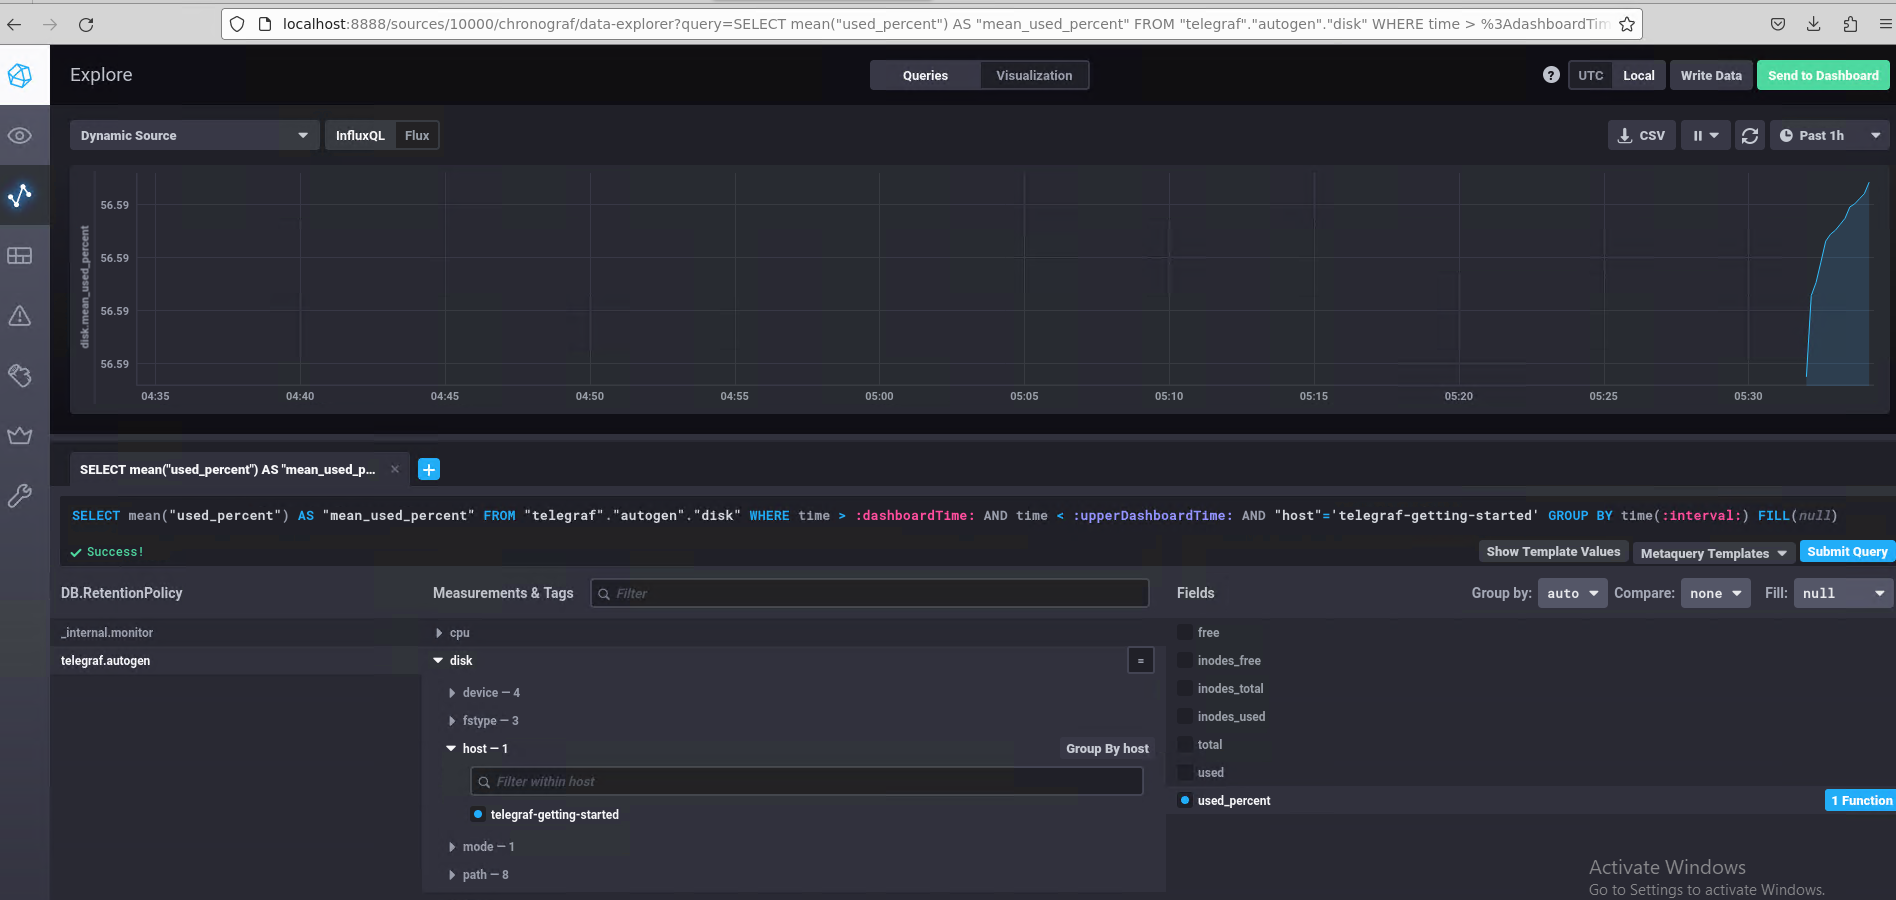 localhost:8888/sources/10000/chronograf/data-explorer?query=SELECT mean("used_percent") AS "mean_used_percent" FROM "telegraf"."autogen"."disk" WHERE time > %3AdashboardTim
Explore
Queries
Visualization
?
UTC
Local
Write Data
Send to Dashboard
Dynamic Source
InfluxQL
Flux
CSV
Past 1h
disk.mean_used_percent
56.59
56.59
56.59
56.59
04:35
04:40
04:45
04:50
04:55
05:00
05:05
05:10
05:15
05:20
05:25
05:30
SELECT mean("used_percent") AS "mean_used_p...
SELECT mean("used_percent") AS "mean_used_percent" FROM "telegraf"."autogen"."disk" WHERE time > :dashboardTime: AND time < :upperDashboardTime: AND "host"='telegraf-getting-started' GROUP BY time(:interval:) FILL(null)
Success!
Show Template Values
Metaquery Templates
Submit Query
DB.RetentionPolicy
Measurements & Tags
Filter
Fields
Group by:
auto
Compare:
none
Fill:
null
_internal.monitor
telegraf.autogen
cpu
disk
=
device — 4
fstype — 3
host — 1
Group By host
Filter within host
telegraf-getting-started
mode — 1
path — 8
free
inodes_free
inodes_total
inodes_used
total
used
used_percent
1 Function
Activate Windows
Go to Settings to activate Windows.